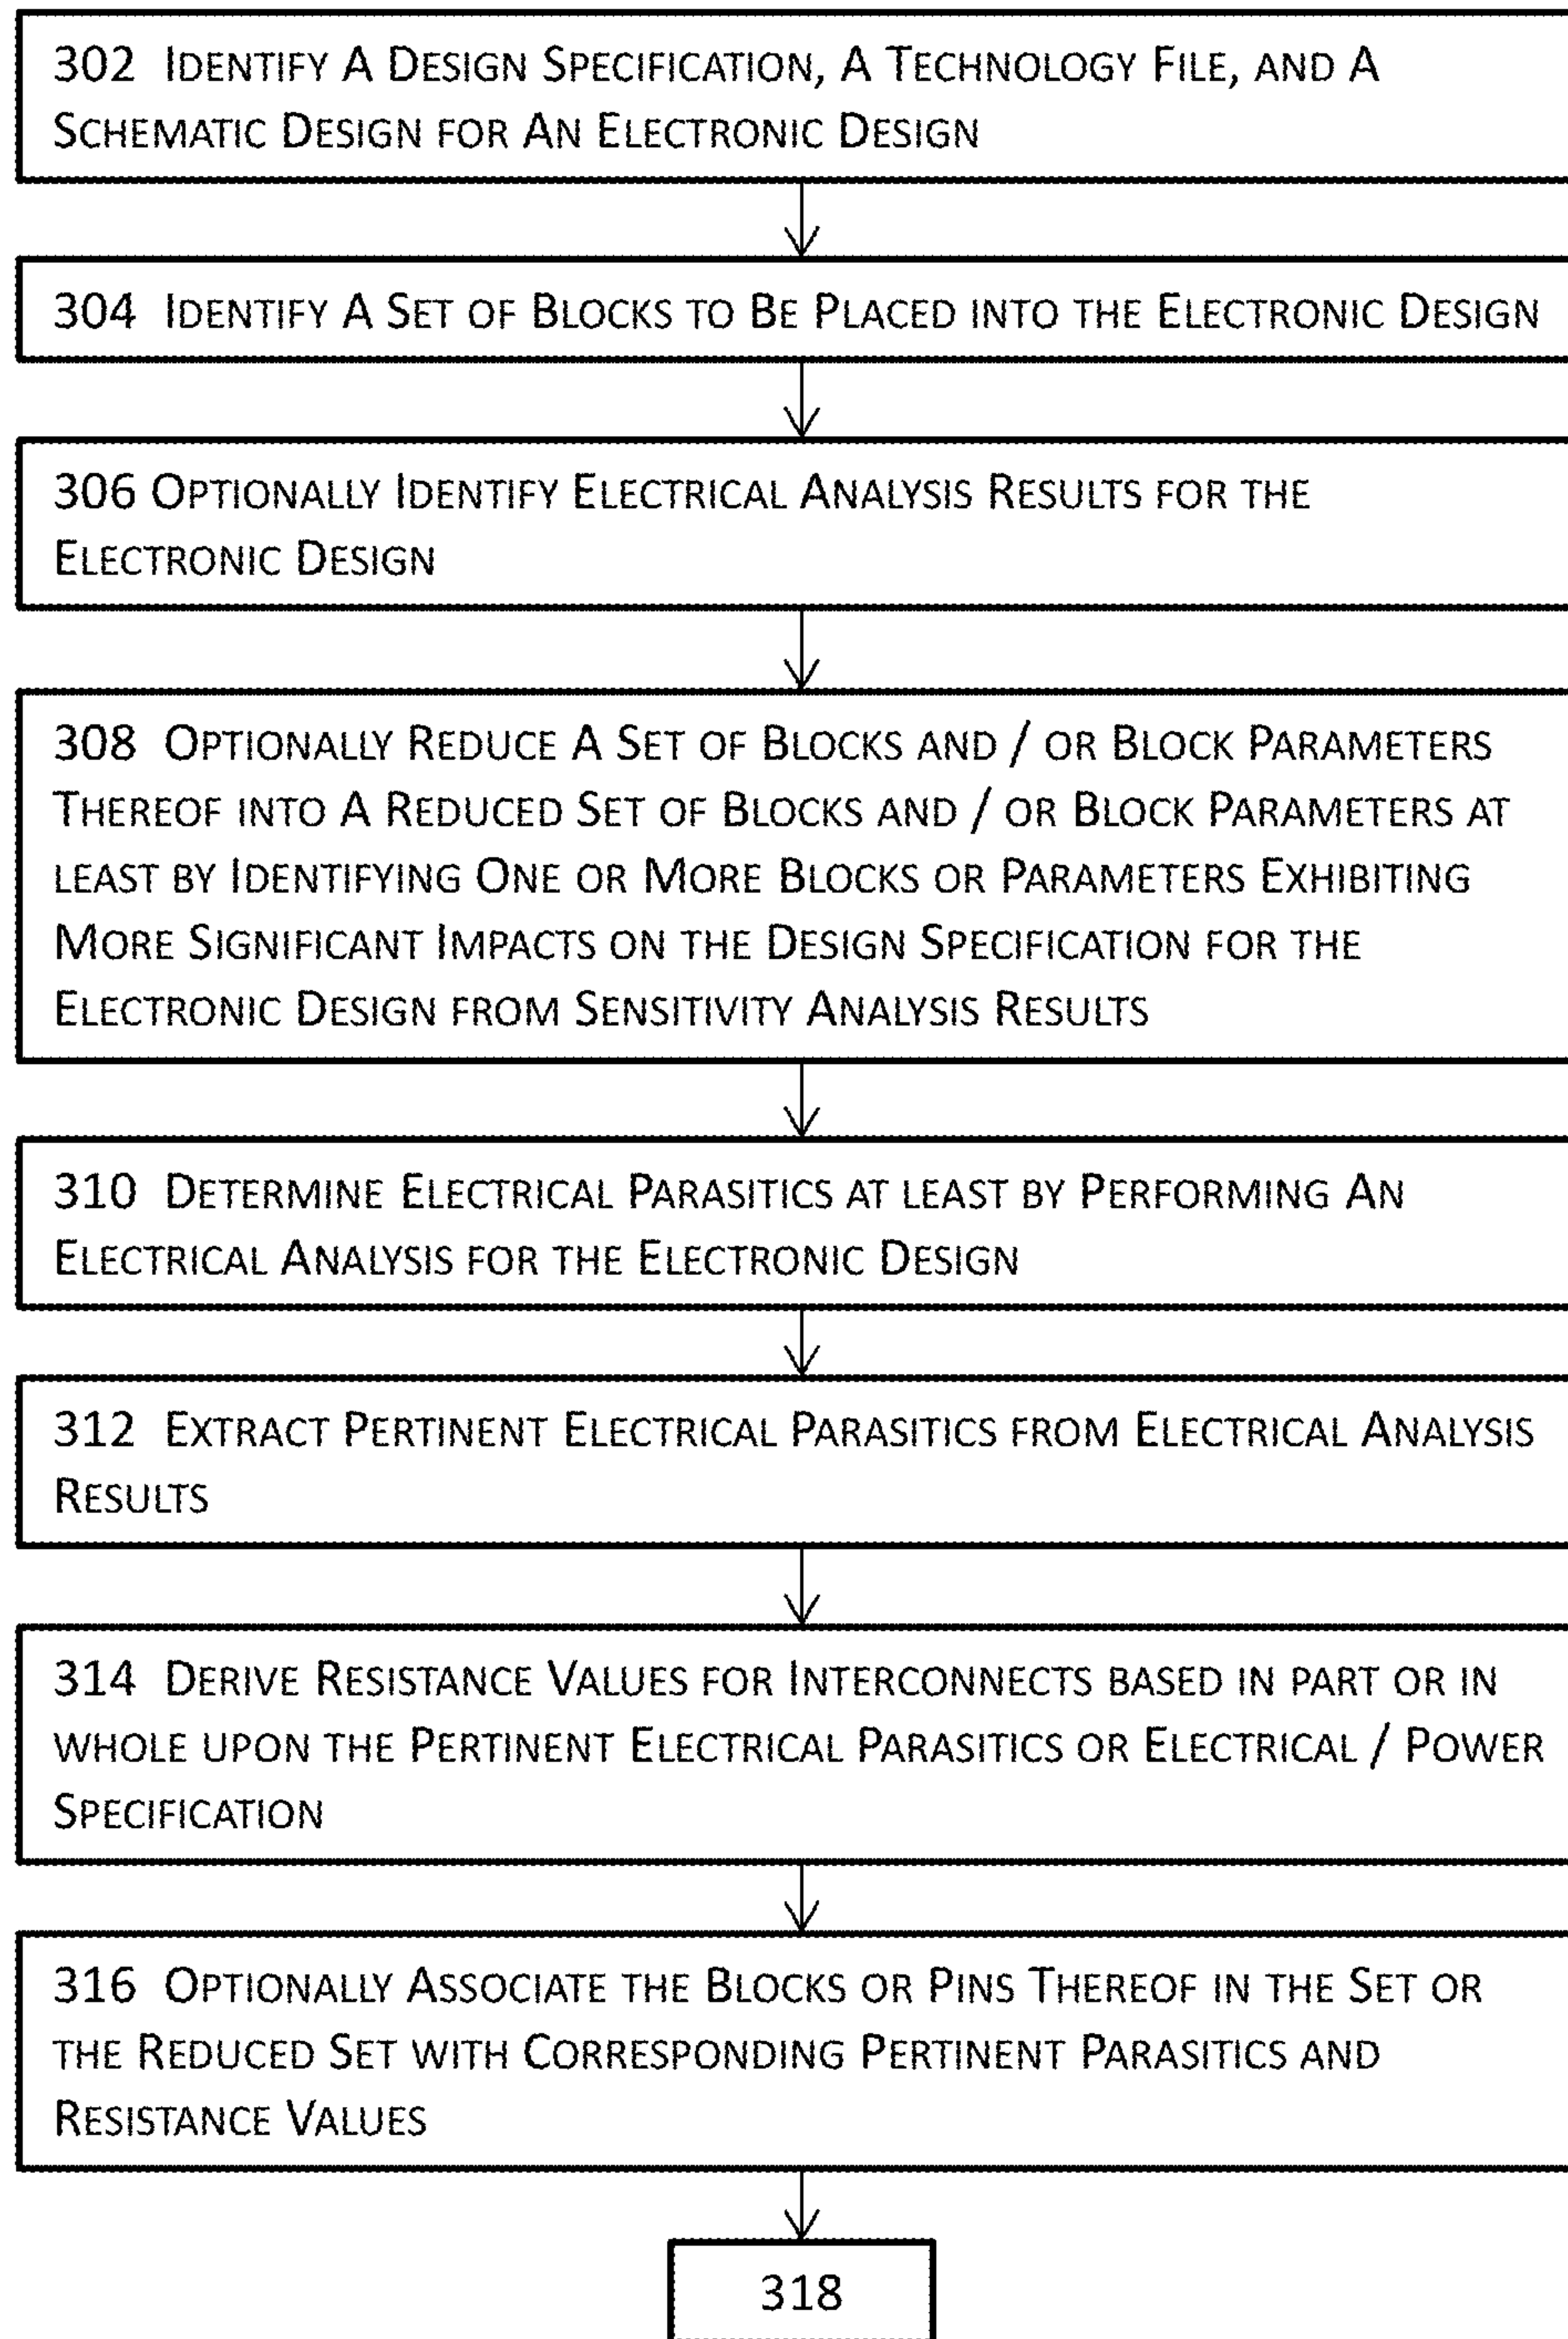 302 Identify A Design Specification, A Technology File, and A
Schematic Design for An Electronic Design
304 Identify A Set of Blocks to Be Placed into the Electronic Design
306 Optionally Identify Electrical Analysis Results for the
Electronic Design
308 Optionally Reduce A Set of Blocks and / or Block Parameters
Thereof into A Reduced Set of Blocks and / or Block Parameters at
least by Identifying One or More Blocks or Parameters Exhibiting
More Significant Impacts on the Design Specification for the
Electronic Design from Sensitivity Analysis Results
310 Determine Electrical Parasitics at least by Performing An
Electrical Analysis for the Electronic Design
312 Extract Pertinent Electrical Parasitics from Electrical Analysis
Results
314 Derive Resistance Values for Interconnects based in part or in
whole upon the Pertinent Electrical Parasitics or Electrical / Power
Specification
316 Optionally Associate the Blocks or Pins Thereof in the Set or
the Reduced Set with Corresponding Pertinent Parasitics and
Resistance Values
318